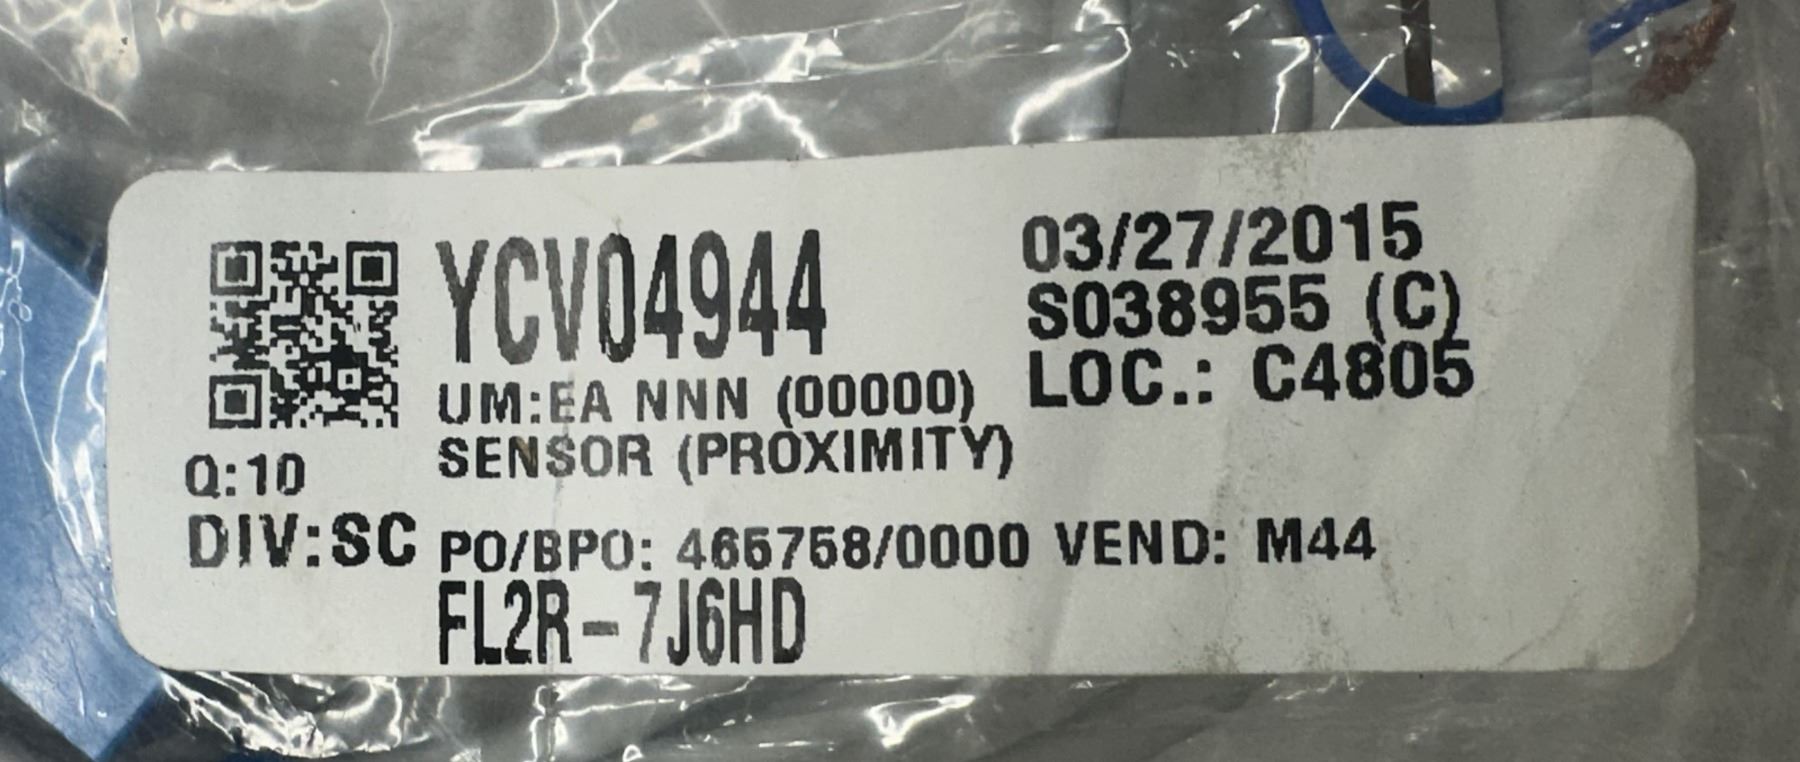 YCV04944
03/27/2015
S038955 (C)
LOC.: C4805
UM:EA NNN (00000)
SENSOR (PROXIMITY)
Q:10
DIV:SC
PO/BPO: 465758/0000 VEND: M44
FL2R-7J6HD